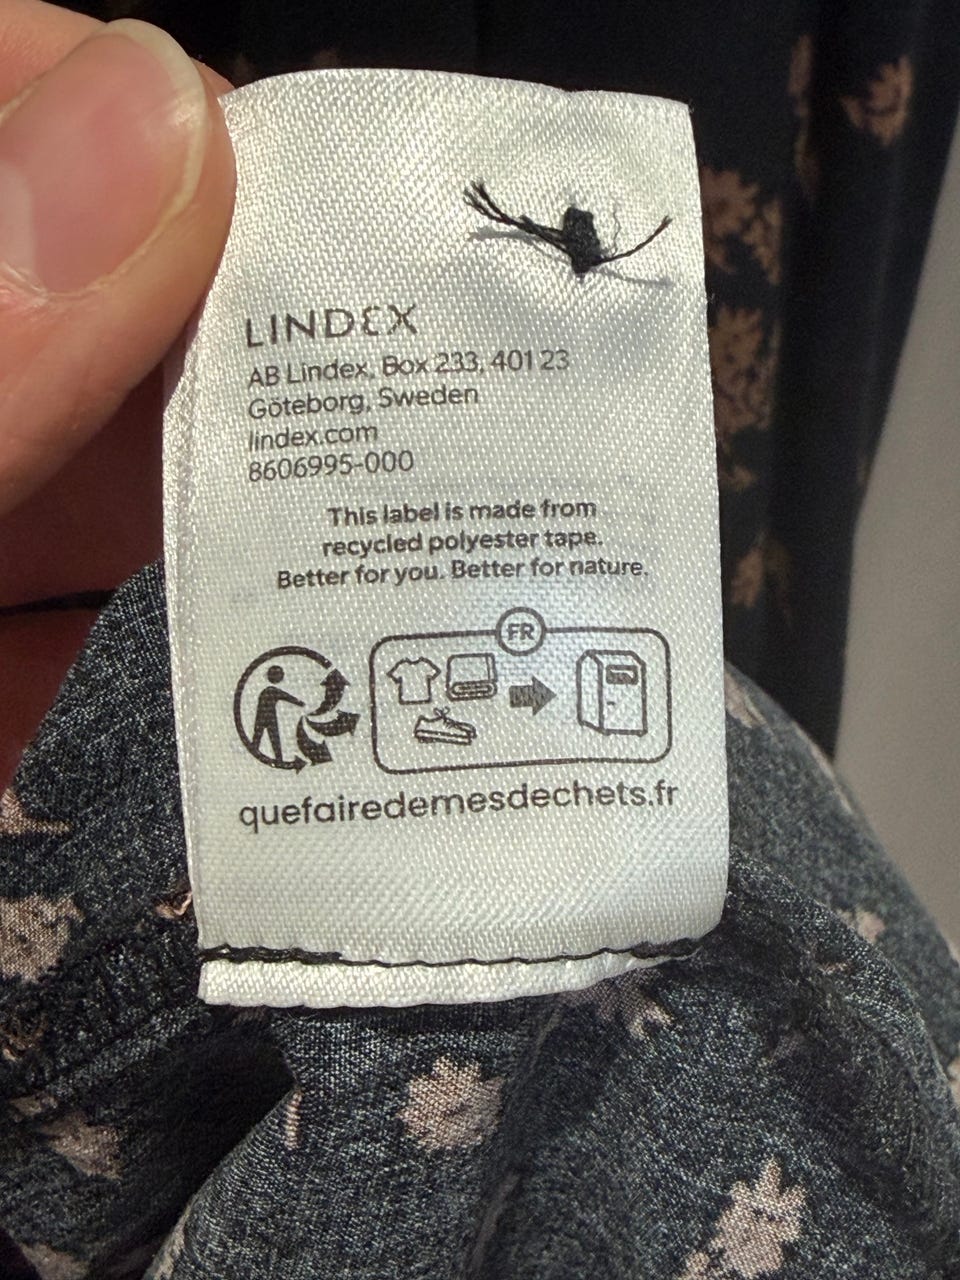 LINDEX
AB Lindex, Box 233, 401 23
Göteborg, Sweden
lindex.com
8606995-000
This label is made from
recycled polyester tape.
Better for you. Better for nature.
FR
quefairedemesdechets.fr